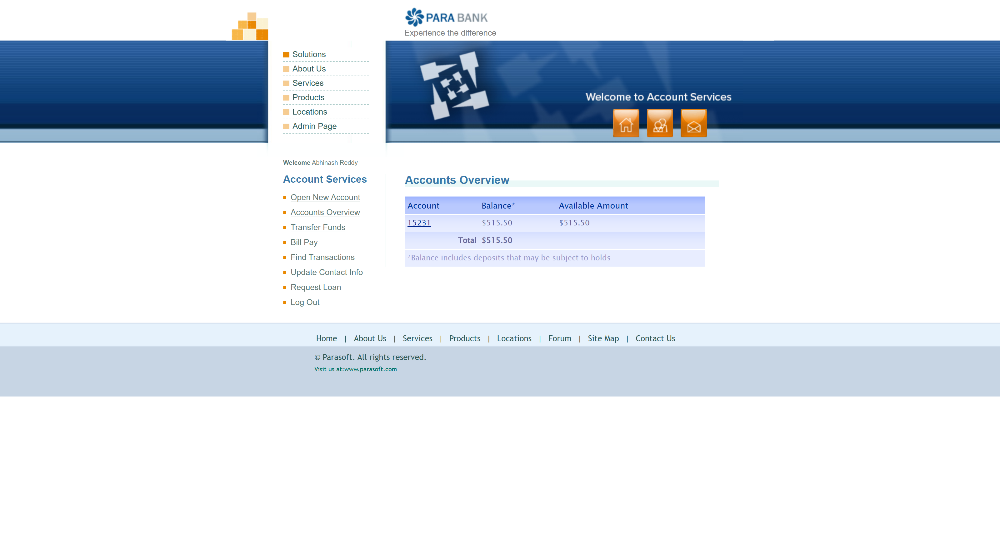 PARA BANK
Experience the difference
Solutions
About Us
Services
Products
Locations
Admin Page
Welcome to Account Services
Welcome Abhinash Reddy
Account Services
Open New Account
Accounts Overview
Transfer Funds
Bill Pay
Find Transactions
Update Contact Info
Request Loan
Log Out
Accounts Overview
Account Balance* Available Amount
15231 $515.50 $515.50
Total $515.50
*Balance includes deposits that may be subject to holds
Home | About Us | Services | Products | Locations | Forum | Site Map | Contact Us
© Parasoft. All rights reserved.
Visit us at:www.parasoft.com